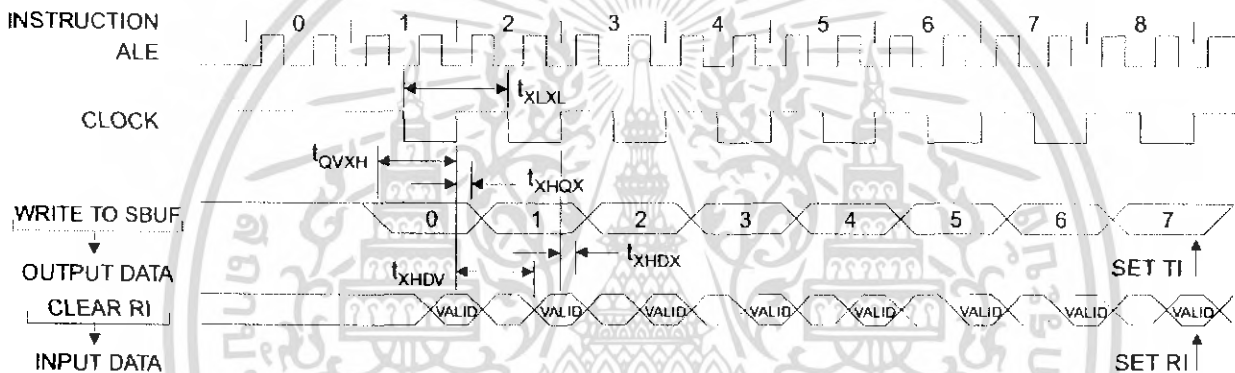 INSTRUCTION 0 1 2 3 4 5 6 7 8
ALE
tXLXL
CLOCK
tQVXH
tXHQX
WRITE TO SBUF 0 1 2 3 4 5 6 7
tXHDX
OUTPUT DATA SET TI
tXHDV
CLEAR RI VALID VALID VALID VALID VALID VALID VALID VALID
INPUT DATA SET RI